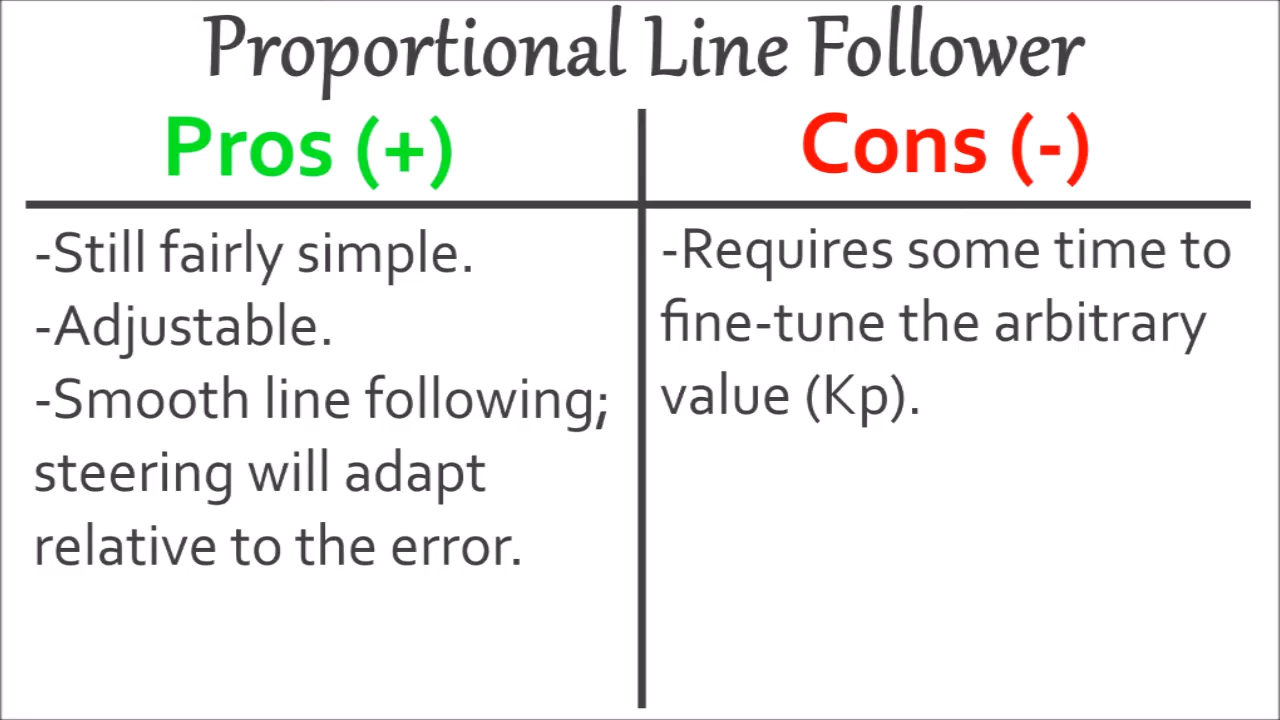 Proportional Line Follower
Pros (+)
-Still fairly simple.
-Adjustable.
-Smooth line following;
steering will adapt
relative to the error.
Cons (-)
-Requires some time to
fine-tune the arbitrary
value (Kp).